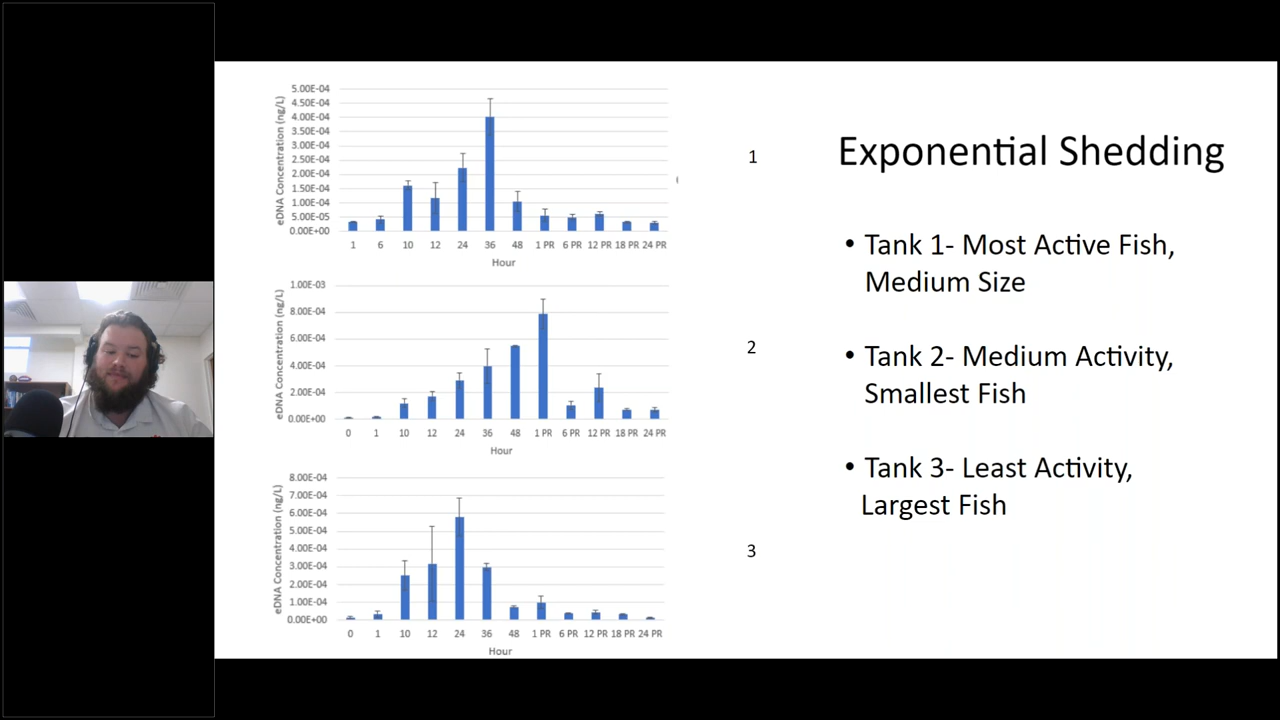 5.00E-04
4.50E-04
4.00E-04
3.50E-04
3.00E-04
2.50E-04
2.00E-04
1.50E-04
1.00E-04
5.00E-05
0.00E+00
eDNA Concentration (ng/L)
1 6 10 12 24 36 48 1 PR 6 PR 12 PR 18 PR 24 PR
Hour
1
1.00E-03
8.00E-04
6.00E-04
4.00E-04
2.00E-04
0.00E+00
eDNA Concentration (ng/L)
0 1 10 12 24 36 48 1 PR 6 PR 12 PR 18 PR 24 PR
Hour
2
8.00E-04
7.00E-04
6.00E-04
5.00E-04
4.00E-04
3.00E-04
2.00E-04
1.00E-04
0.00E+00
eDNA Concentration (ng/L)
0 1 10 12 24 36 48 1 PR 6 PR 12 PR 18 PR 24 PR
Hour
3
Exponential Shedding
• Tank 1- Most Active Fish,
Medium Size
• Tank 2- Medium Activity,
Smallest Fish
• Tank 3- Least Activity,
Largest Fish